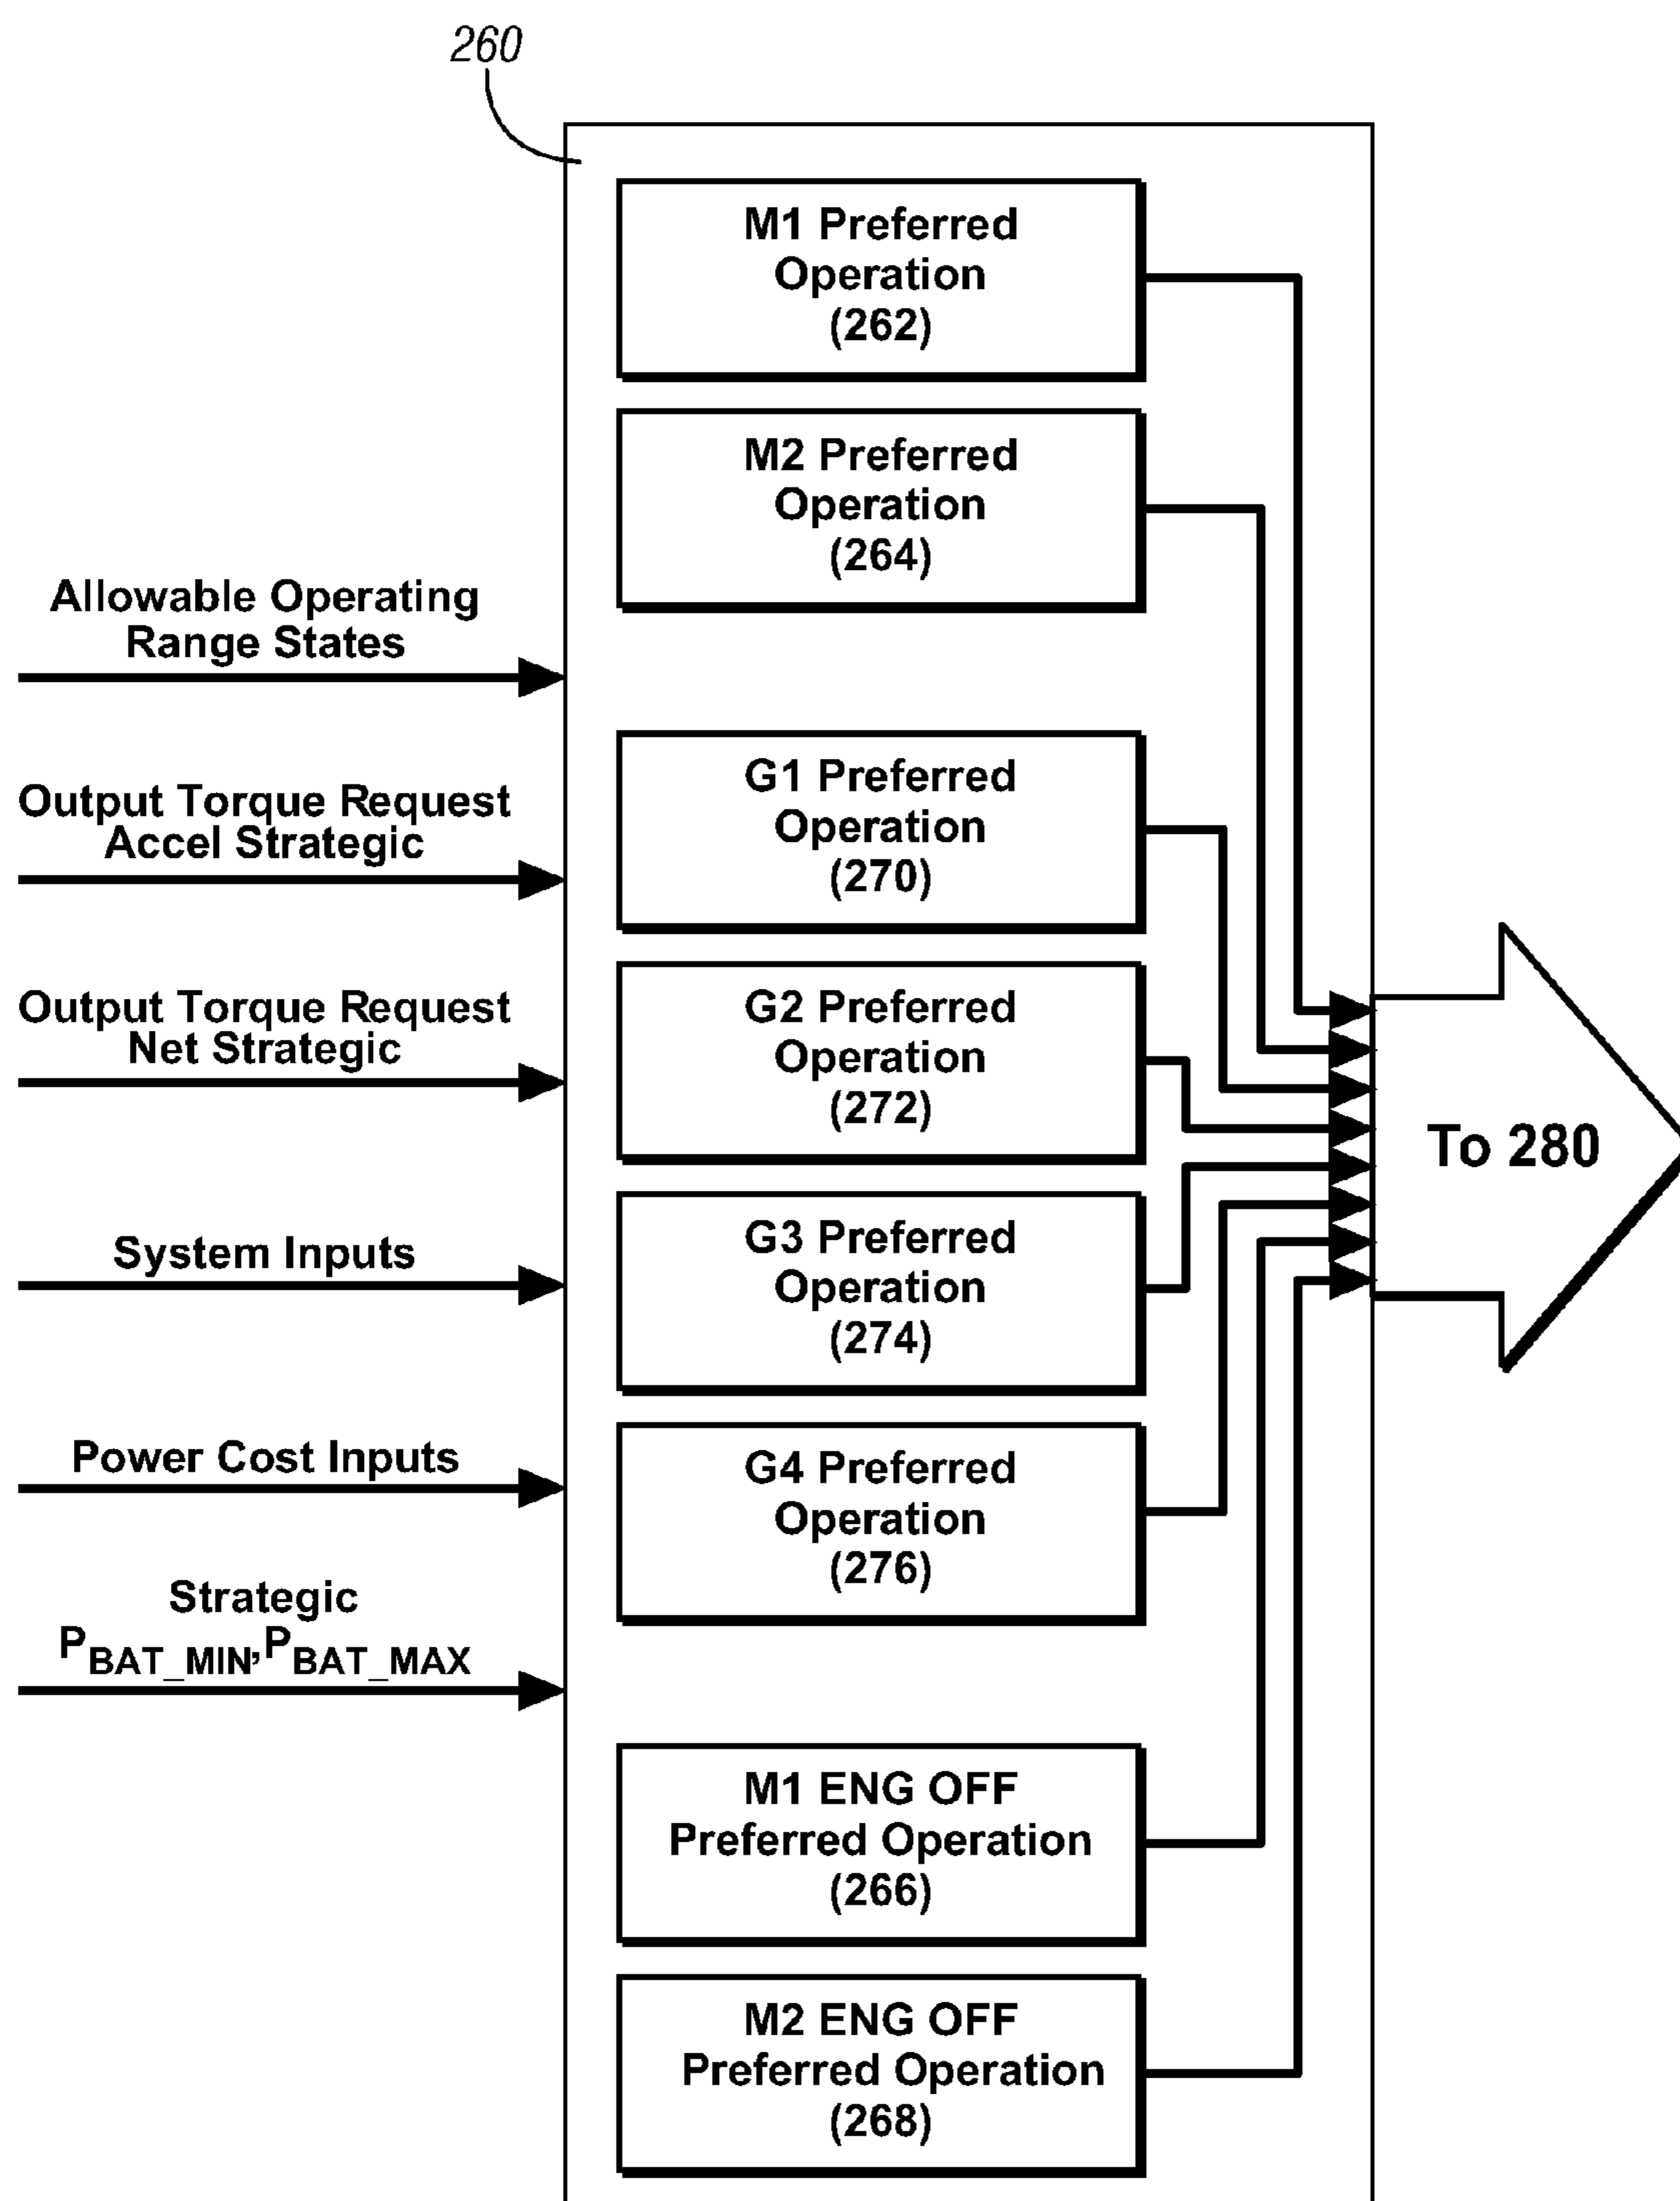 260
M1 Preferred
Operation
(262)
M2 Preferred
Operation
(264)
Allowable Operating
Range States
G1 Preferred
Operation
(270)
Output Torque Request
Accel Strategic
G2 Preferred
Operation
(272)
Output Torque Request
Net Strategic
To 280
G3 Preferred
Operation
(274)
System Inputs
G4 Preferred
Operation
(276)
Power Cost Inputs
Strategic
PBAT_MIN,PBAT_MAX
M1 ENG OFF
Preferred Operation
(266)
M2 ENG OFF
Preferred Operation
(268)